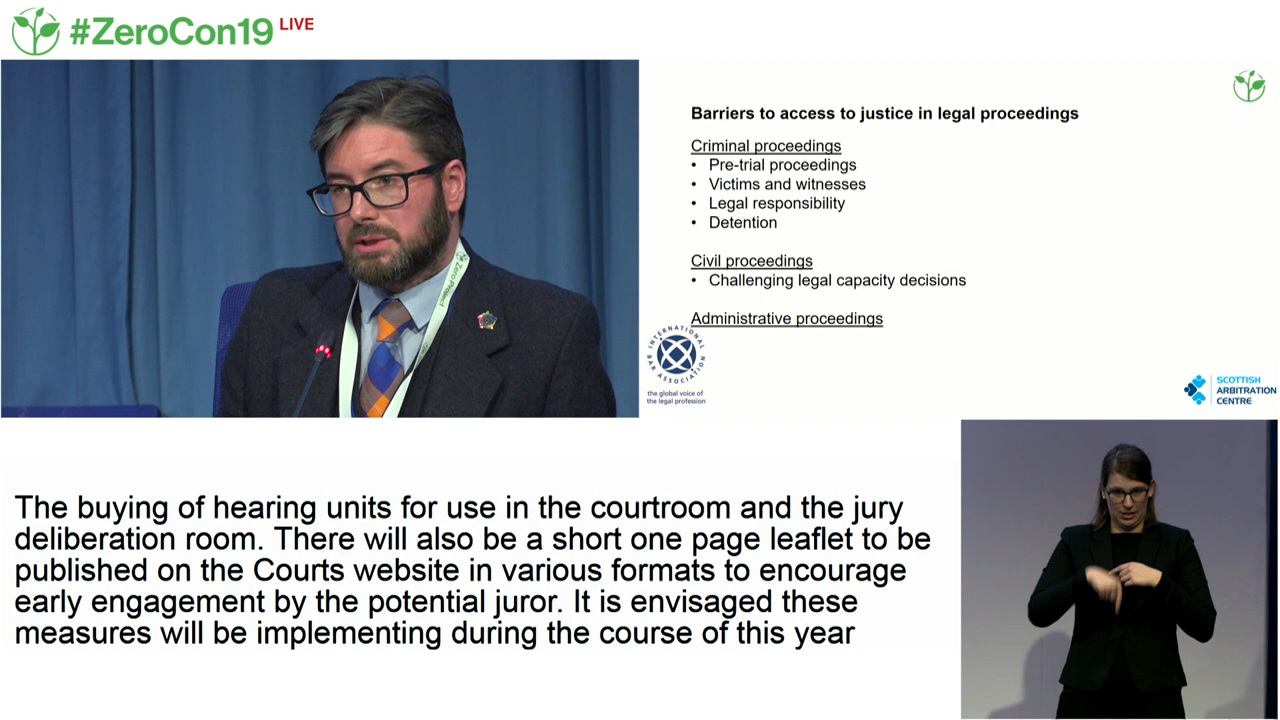 #ZeroCon19 LIVE
Zero Project
Barriers to access to justice in legal proceedings
Criminal proceedings
• Pre-trial proceedings
• Victims and witnesses
• Legal responsibility
• Detention
Civil proceedings
• Challenging legal capacity decisions
Administrative proceedings
INTERNATIONAL BAR ASSOCIATION
the global voice of
the legal profession
SCOTTISH
ARBITRATION
CENTRE
The buying of hearing units for use in the courtroom and the jury
deliberation room. There will also be a short one page leaflet to be
published on the Courts website in various formats to encourage
early engagement by the potential juror. It is envisaged these
measures will be implementing during the course of this year